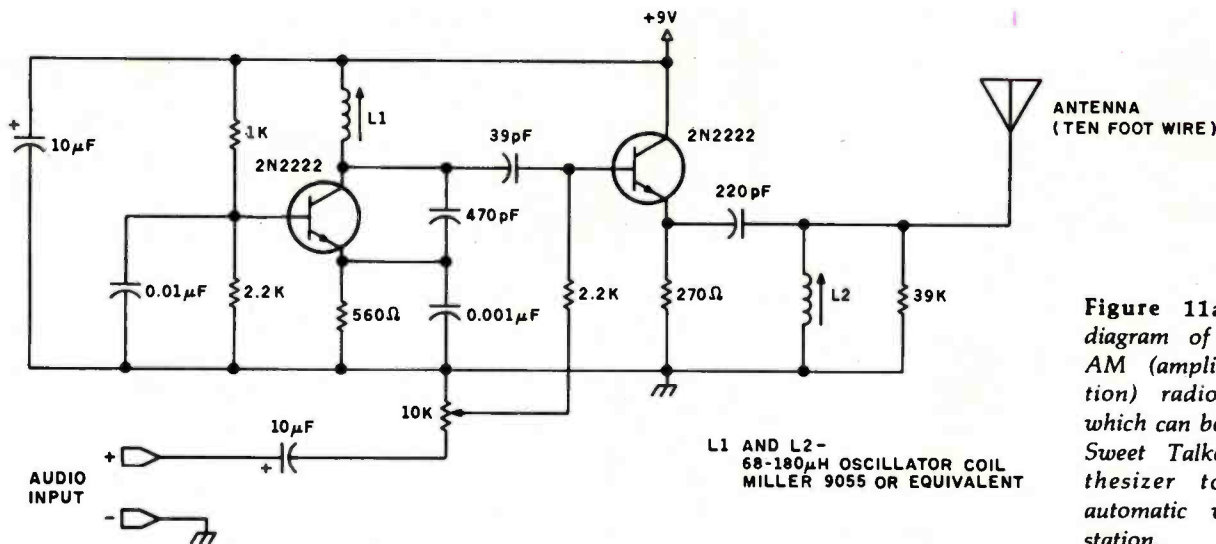 +9V
ANTENNA
(TEN FOOT WIRE)
L1
39pF
2N2222
+
10µF
1K
2N2222
220pF
470pF
0.01µF
2.2K
560Ω
0.001µF
2.2K
270Ω
L2
39K
10K
10µF
+
+
AUDIO
INPUT
-
L1 AND L2-
68-180µH OSCILLATOR COIL
MILLER 9055 OR EQUIVALENT
Figure 11a
diagram of
AM (ampli
tion) radio
which can be
Sweet Talk
thesizer to
automatic
station